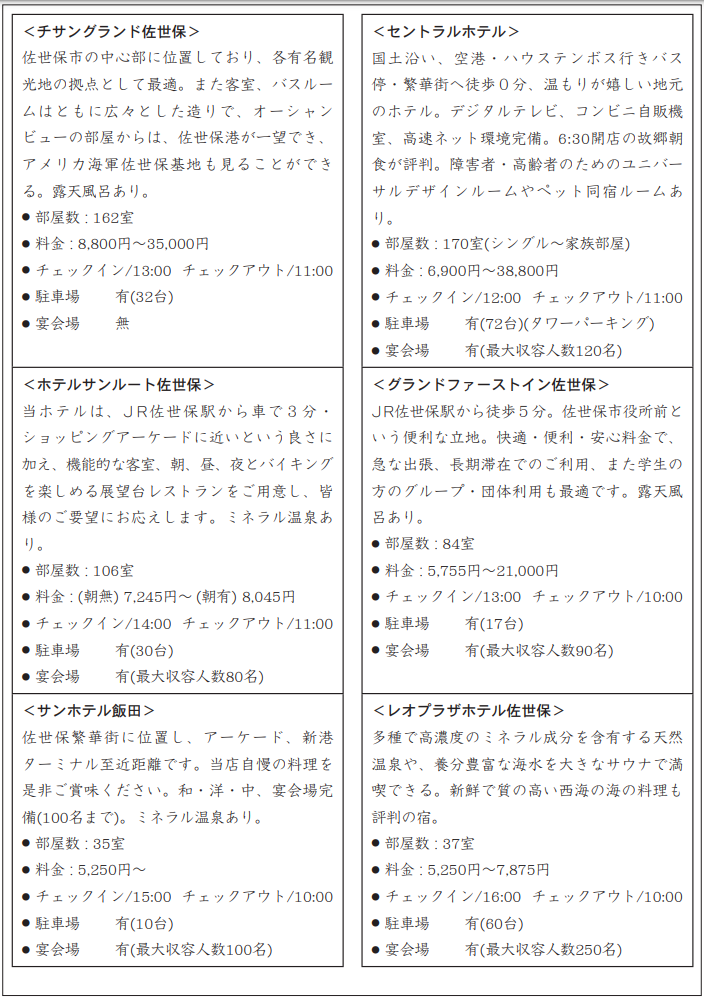 ＜チサングランド佐世保＞
佐世保市の中心部に位置しており、各有名観
光地の拠点として最適。また客室、バスルー
ムはともに広々とした造りで、オーシャン
ビューの部屋からは、佐世保港が一望でき、
アメリカ海軍佐世保基地も見ることができ
る。露天風呂あり。
● 部屋数 : 162室
● 料金 : 8,800円～35,000円
● チェックイン/13:00 チェックアウト/11:00
● 駐車場 有(32台)
● 宴会場 無
＜セントラルホテル＞
国土沿い、空港・ハウステンボス行きバス
停・繁華街へ徒歩０分、温もりが嬉しい地元
のホテル。デジタルテレビ、コンビニ自販機
室、高速ネット環境完備。6:30開店の故郷朝
食が評判。障害者・高齢者のためのユニバー
サルデザインルームやペット同宿ルームあ
り。
● 部屋数 : 170室(シングル～家族部屋)
● 料金 : 6,900円～38,800円
● チェックイン/12:00 チェックアウト/11:00
● 駐車場 有(72台)(タワーパーキング)
● 宴会場 有(最大収容人数120名)
＜ホテルサンルート佐世保＞
当ホテルは、ＪＲ佐世保駅から車で３分・
ショッピングアーケードに近いという良さに
加え、機能的な客室、朝、昼、夜とバイキング
を楽しめる展望台レストランをご用意し、皆
様のご要望にお応えします。ミネラル温泉あ
り。
● 部屋数 : 106室
● 料金 : (朝無) 7,245円～ (朝有) 8,045円
● チェックイン/14:00 チェックアウト/11:00
● 駐車場 有(30台)
● 宴会場 有(最大収容人数80名)
＜グランドファーストイン佐世保＞
JR佐世保駅から徒歩５分。佐世保市役所前と
いう便利な立地。快適・便利・安心料金で、
急な出張、長期滞在でのご利用、また学生の
方のグループ・団体利用も最適です。露天風
呂あり。
● 部屋数 : 84室
● 料金 : 5,755円～21,000円
● チェックイン/13:00 チェックアウト/10:00
● 駐車場 有(17台)
● 宴会場 有(最大収容人数90名)
＜サンホテル飯田＞
佐世保繁華街に位置し、アーケード、新港
ターミナル至近距離です。当店自慢の料理を
是非ご賞味ください。和・洋・中、宴会場完
備(100名まで)。ミネラル温泉あり。
● 部屋数 : 35室
● 料金 : 5,250円～
● チェックイン/15:00 チェックアウト/10:00
● 駐車場 有(10台)
● 宴会場 有(最大収容人数100名)
＜レオプラザホテル佐世保＞
多種で高濃度のミネラル成分を含有する天然
温泉や、養分豊富な海水を大きなサウナで満
喫できる。新鮮で質の高い西海の海の料理も
評判の宿。
● 部屋数 : 37室
● 料金 : 5,250円～7,875円
● チェックイン/16:00 チェックアウト/10:00
● 駐車場 有(60台)
● 宴会場 有(最大収容人数250名)